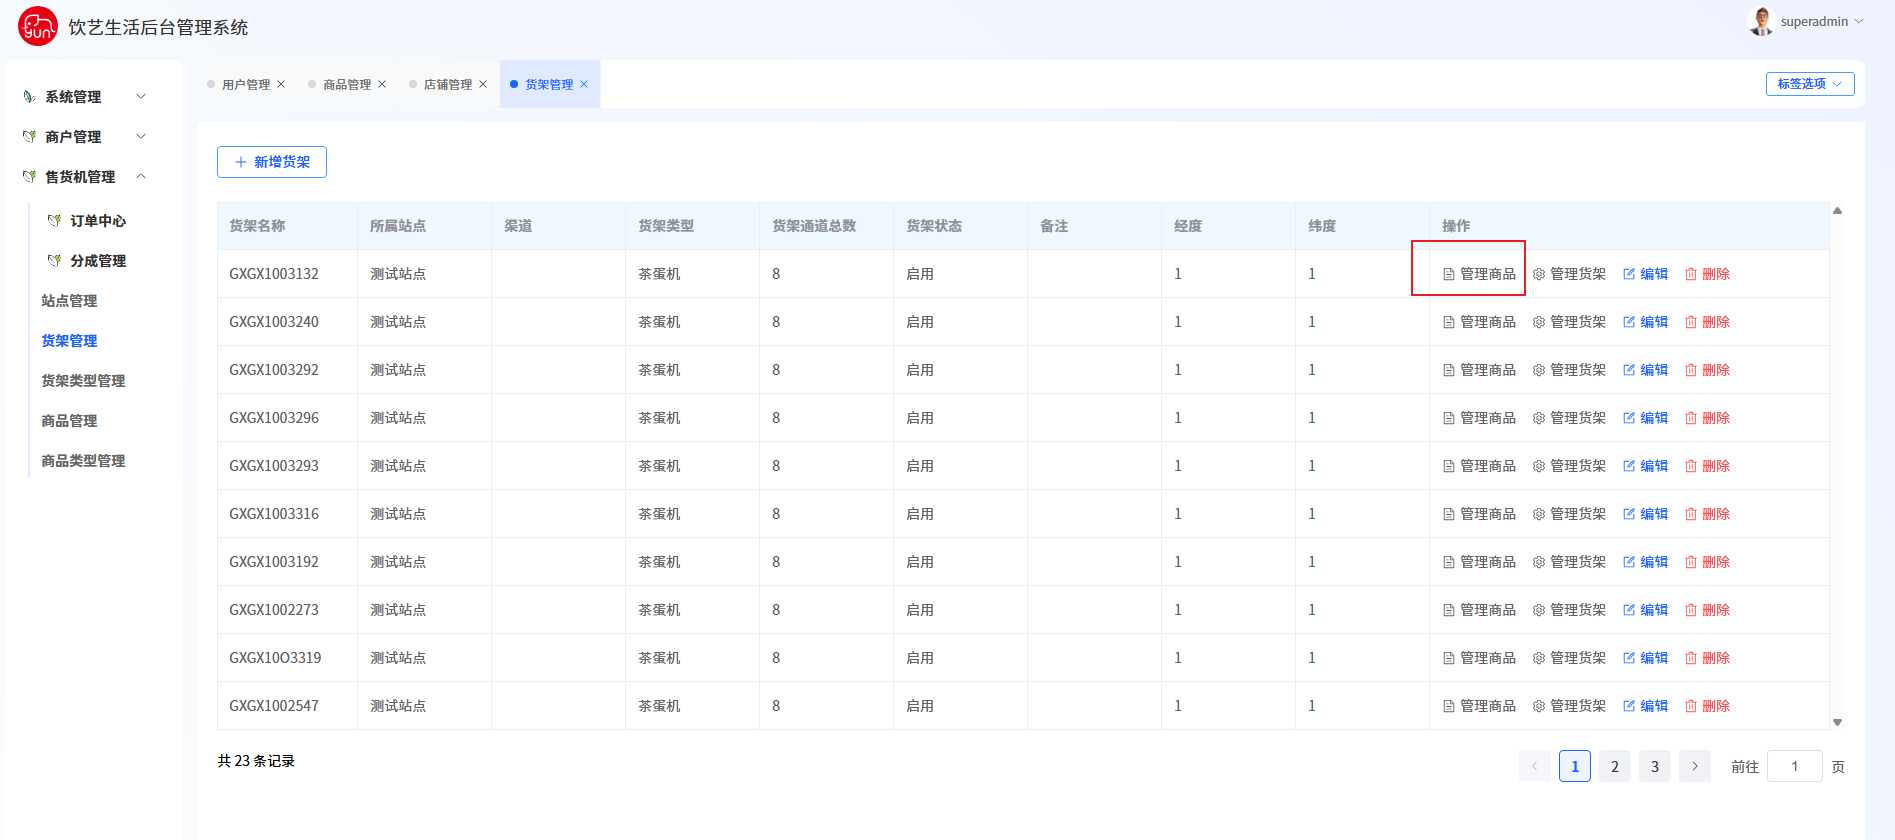 yun 饮艺生活后台管理系统
superadmin
系统管理
商户管理
售货机管理
订单中心
分成管理
站点管理
货架管理
货架类型管理
商品管理
商品类型管理
用户管理 商品管理 店铺管理 货架管理
标签选项
新增货架
货架名称 所属站点 渠道 货架类型 货架通道总数 货架状态 备注 经度 纬度 操作
GXGX1003132 测试站点 茶蛋机 8 启用 1 1 管理商品 管理货架 编辑 删除
GXGX1003240 测试站点 茶蛋机 8 启用 1 1 管理商品 管理货架 编辑 删除
GXGX1003292 测试站点 茶蛋机 8 启用 1 1 管理商品 管理货架 编辑 删除
GXGX1003296 测试站点 茶蛋机 8 启用 1 1 管理商品 管理货架 编辑 删除
GXGX1003293 测试站点 茶蛋机 8 启用 1 1 管理商品 管理货架 编辑 删除
GXGX1003316 测试站点 茶蛋机 8 启用 1 1 管理商品 管理货架 编辑 删除
GXGX1003192 测试站点 茶蛋机 8 启用 1 1 管理商品 管理货架 编辑 删除
GXGX1002273 测试站点 茶蛋机 8 启用 1 1 管理商品 管理货架 编辑 删除
GXGX10O3319 测试站点 茶蛋机 8 启用 1 1 管理商品 管理货架 编辑 删除
GXGX1002547 测试站点 茶蛋机 8 启用 1 1 管理商品 管理货架 编辑 删除
共 23 条记录
1 2 3 前往 1 页